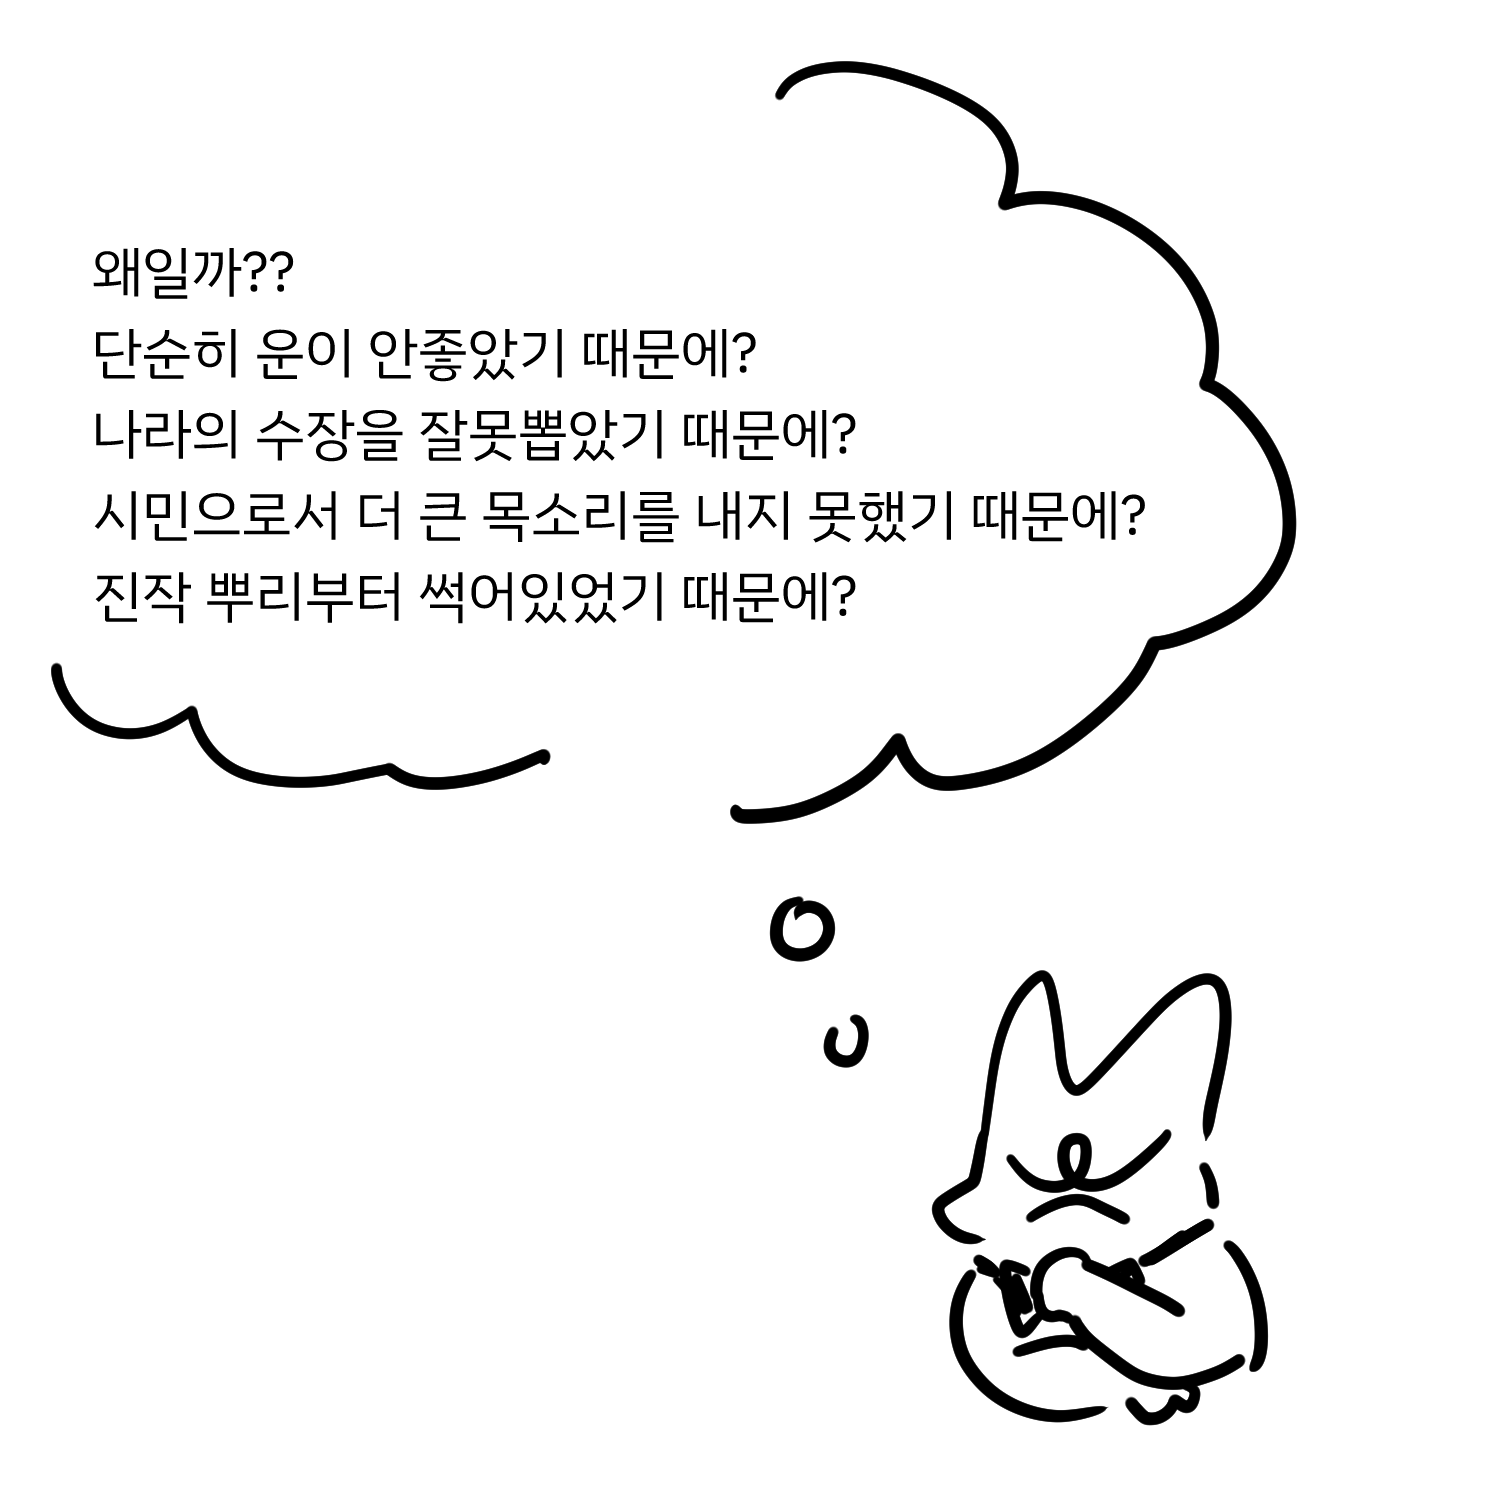 왜일까??
단순히 운이 안좋았기 때문에?
나라의 수장을 잘못뽑았기 때문에?
시민으로서 더 큰 목소리를 내지 못했기 때문에?
진작 뿌리부터 썩어있었기 때문에?